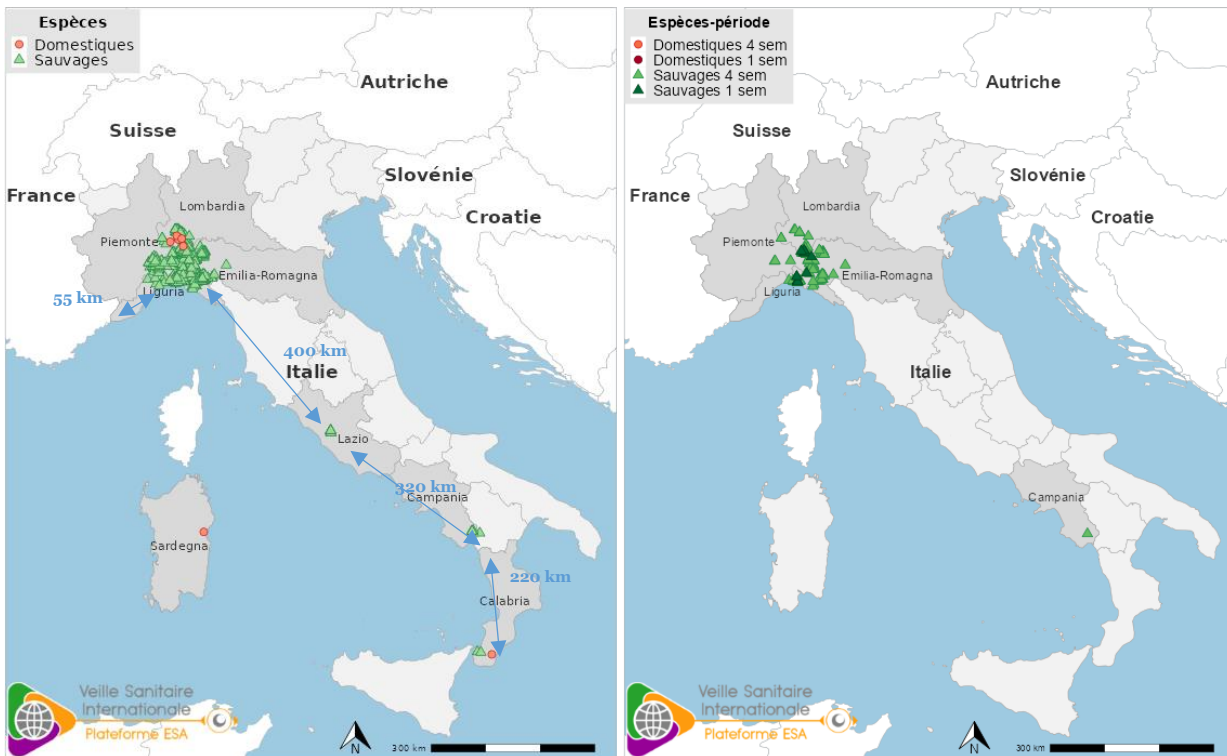 Espèces
Domestiques
Sauvages
Autriche
Suisse
Slovénie
France
Lombardia
Croatie
Piemonte
Emilia-Romagna
55 km
Liguria
400 km
Italie
Lazio
320 km
Campania
Sardegna
220 km
Calabria
Veille Sanitaire
Internationale
Plateforme ESA
N
300 km
Espèces-période
Domestiques 4 sem
Domestiques 1 sem
Sauvages 4 sem
Sauvages 1 sem
Autriche
Suisse
Slovénie
France
Lombardia
Croatie
Piemonte
Emilia-Romagna
Liguria
Italie
Campania
Veille Sanitaire
Internationale
Plateforme ESA
N
300 km